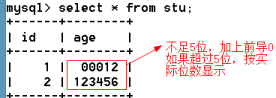 mysql> select * from stu;
+------+--------+
| id | age |
+------+--------+
| 1 | 00012 |
| 2 | 123456 |
+------+--------+
不足5位，加上前导0
如果超过5位，按实
际位数显示